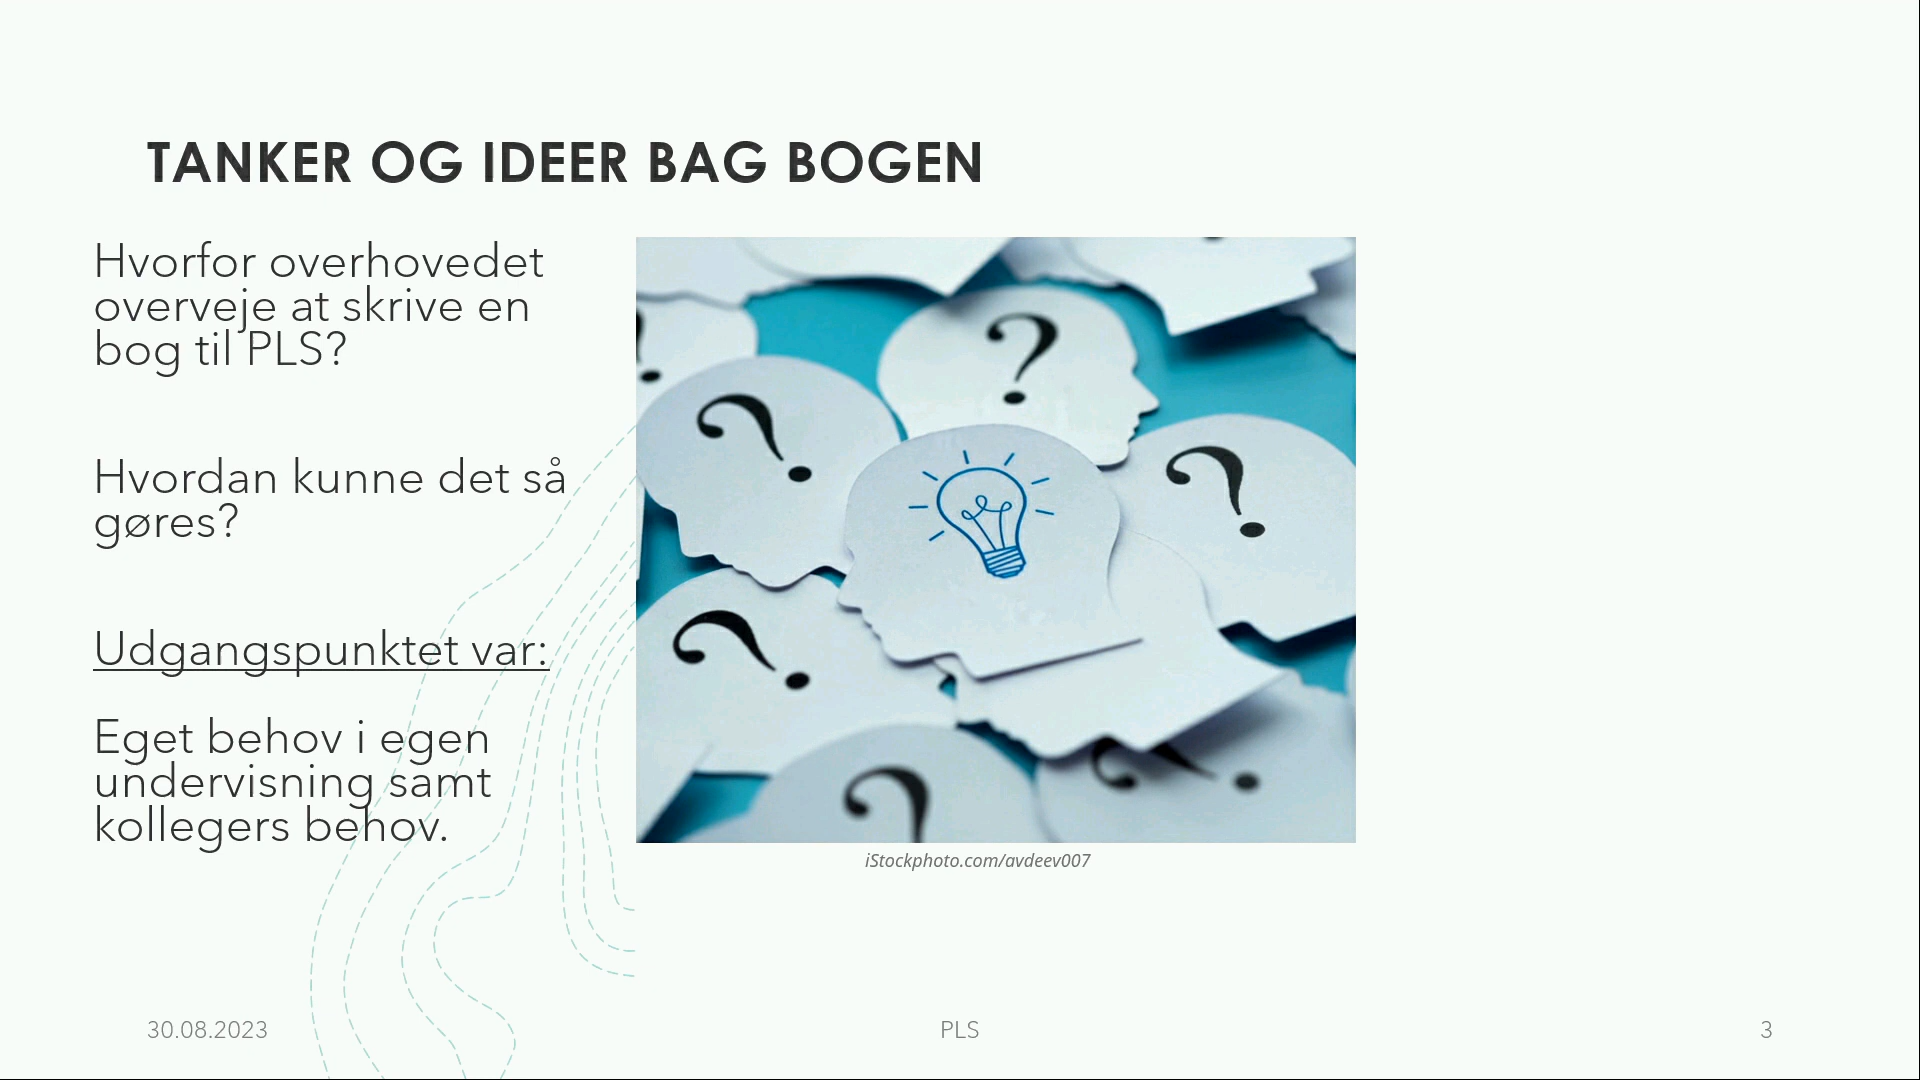 TANKER OG IDEER BAG BOGEN
Hvorfor overhovedet
overveje at skrive en
bog til PLS?
Hvordan kunne det så
gøres?
Udgangspunktet var:
Eget behov i egen
undervisning samt
kollegers behov.
?
?
?
?
?
?
?
iStockphoto.com/avdeev007
30.08.2023
PLS
3